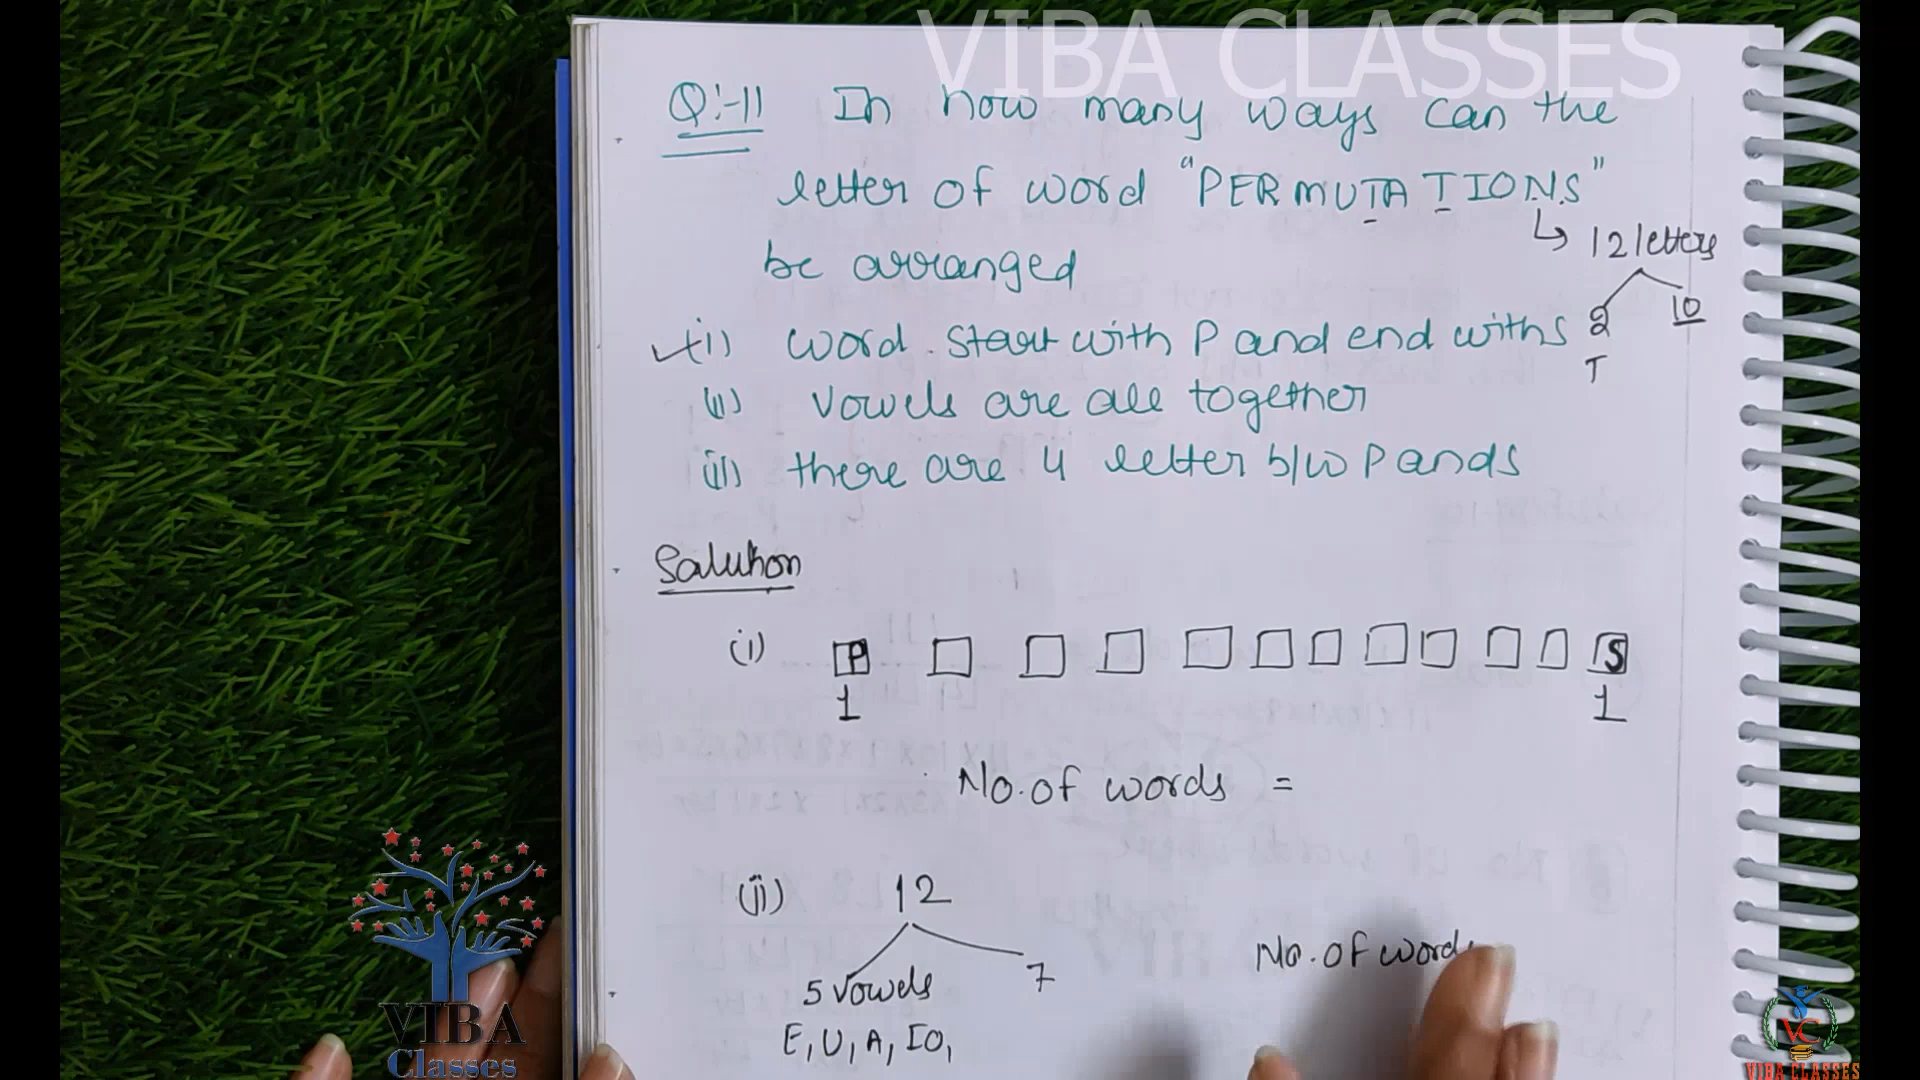 VIBA CLASSES
Q:-11 In how many ways can the
letter of word "PERMUTATIONS"
↳ 12 letters
be arranged
2 10
T
(i) word start with P and end with S
(ii) vowels are all together
(iii) there are 4 letter b/w P and S
Solution
(i) P S
1 1
No. of words =
(ii) 12
5 vowels 7
No. of words
E, U, A, I O,
VIBA
Classes
VC
VIBA CLASSES